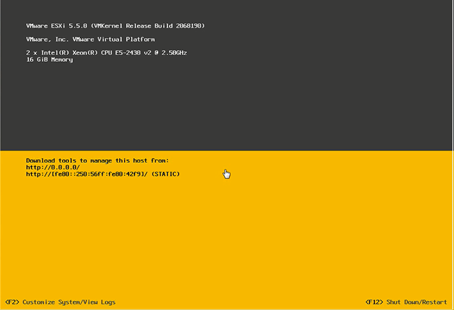 VMware ESXi 5.5.0 (VMKernel Release Build 2068190)
VMware, Inc. VMware Virtual Platform
2 x Intel(R) Xeon(R) CPU E5-2430 v2 @ 2.50GHz
16 GiB Memory
Download tools to manage this host from:
http://0.0.0.0/
http://[fe80::250:56ff:fe80:42f9]/ (STATIC)
<F2> Customize System/View Logs
<F12> Shut Down/Restart